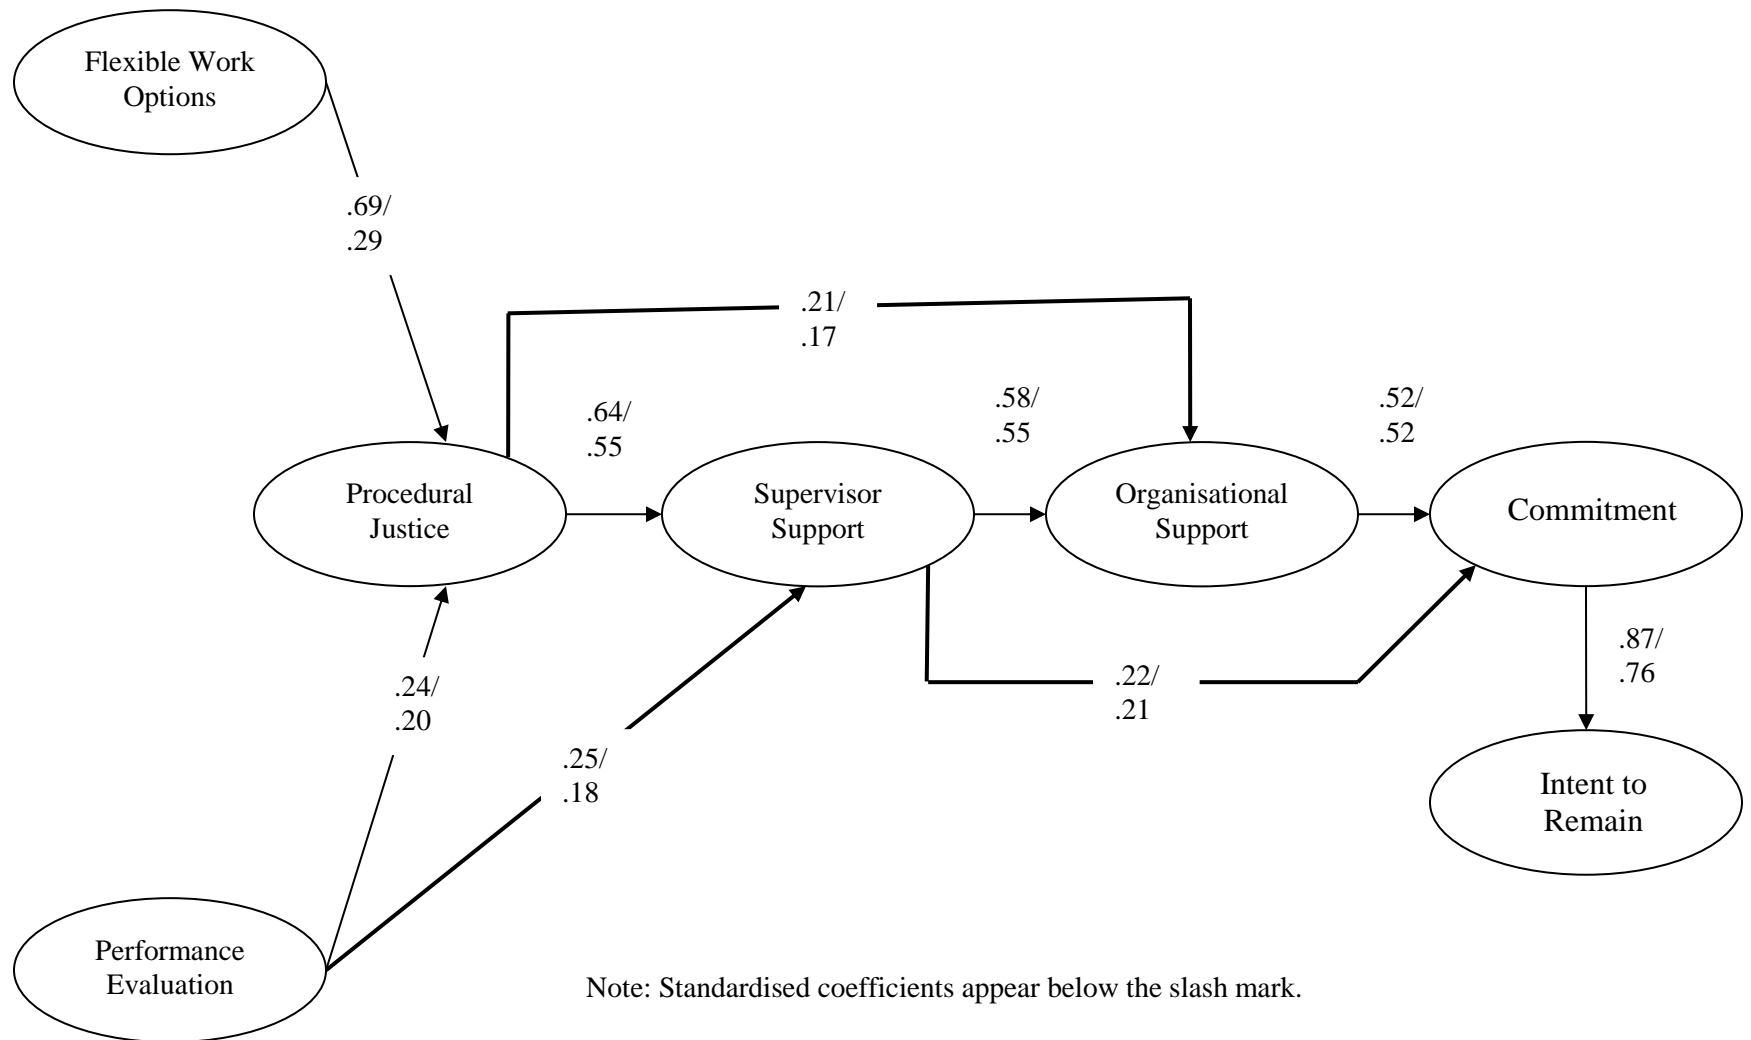 Flexible Work
Options
.69/
.29
.21/
.17
.64/
.55
.58/
.55
.52/
.52
Procedural
Justice
Supervisor
Support
Organisational
Support
Commitment
.24/
.20
.25/
.18
.22/
.21
.87/
.76
Intent to
Remain
Performance
Evaluation
Note: Standardised coefficients appear below the slash mark.